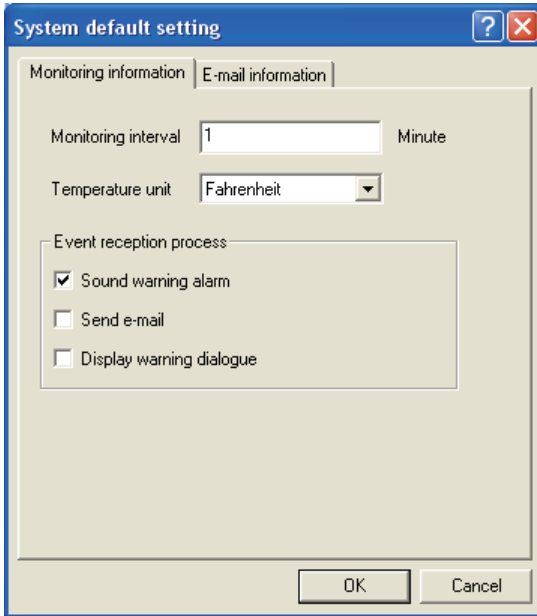 System default setting
Monitoring information E-mail information
Monitoring interval 1 Minute
Temperature unit Fahrenheit
Event reception process
Sound warning alarm
Send e-mail
Display warning dialogue
OK Cancel